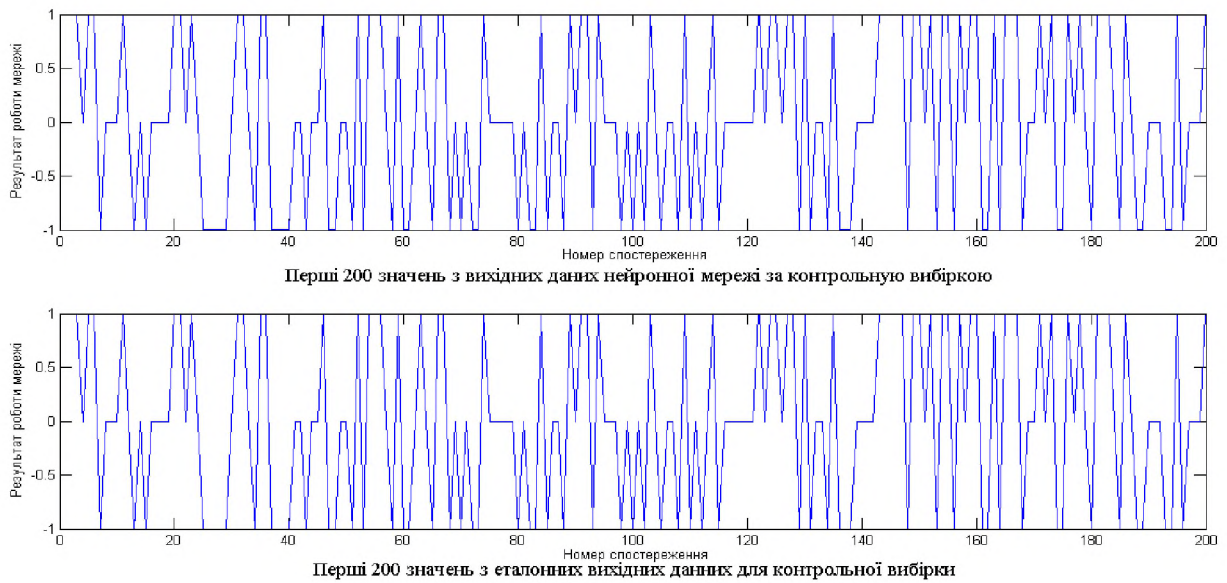 1
0.5
0
-0.5
-1
Результат роботи мережі
0 20 40 60 80 100 120 140 160 180 200
Номер спостереження
Перші 200 значень з вихідних даних нейронної мережі за контрольную вибіркою
1
0.5
0
-0.5
-1
Результат роботи мережі
0 20 40 60 80 100 120 140 160 180 200
Номер спостереження
Перші 200 значень з еталонних вихідних данних для контрольної вибірки